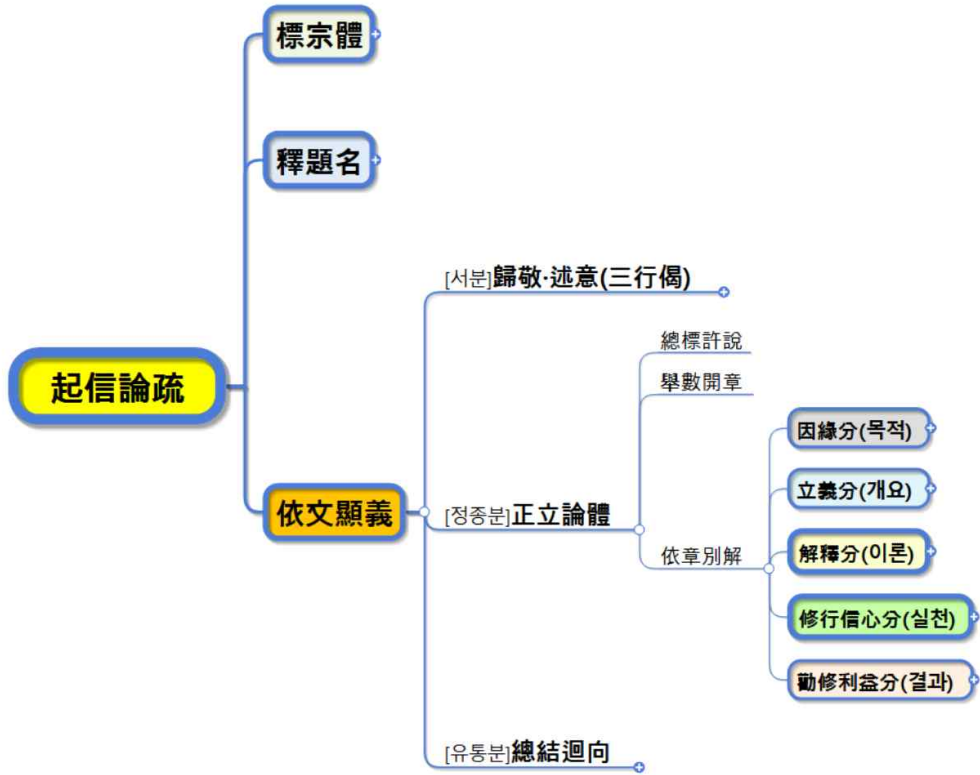 標宗體
釋題名
起信論疏
依文顯義
[서분]歸敬·述意(三行偈)
[정종분]正立論體
總標許說
舉數開章
依章別解
因緣分(목적)
立義分(개요)
解釋分(이론)
修行信心分(실천)
勸修利益分(결과)
[유통분]總結迴向